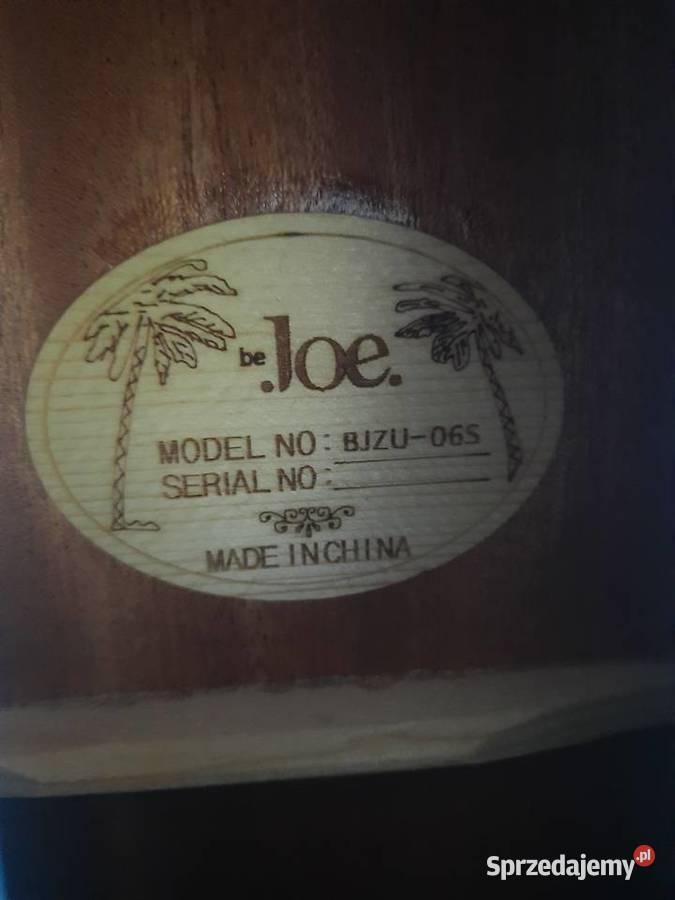 be .Joe.
MODEL NO: BJZU-06S
SERIAL NO:
MADE IN CHINA
Sprzedajemy.pl